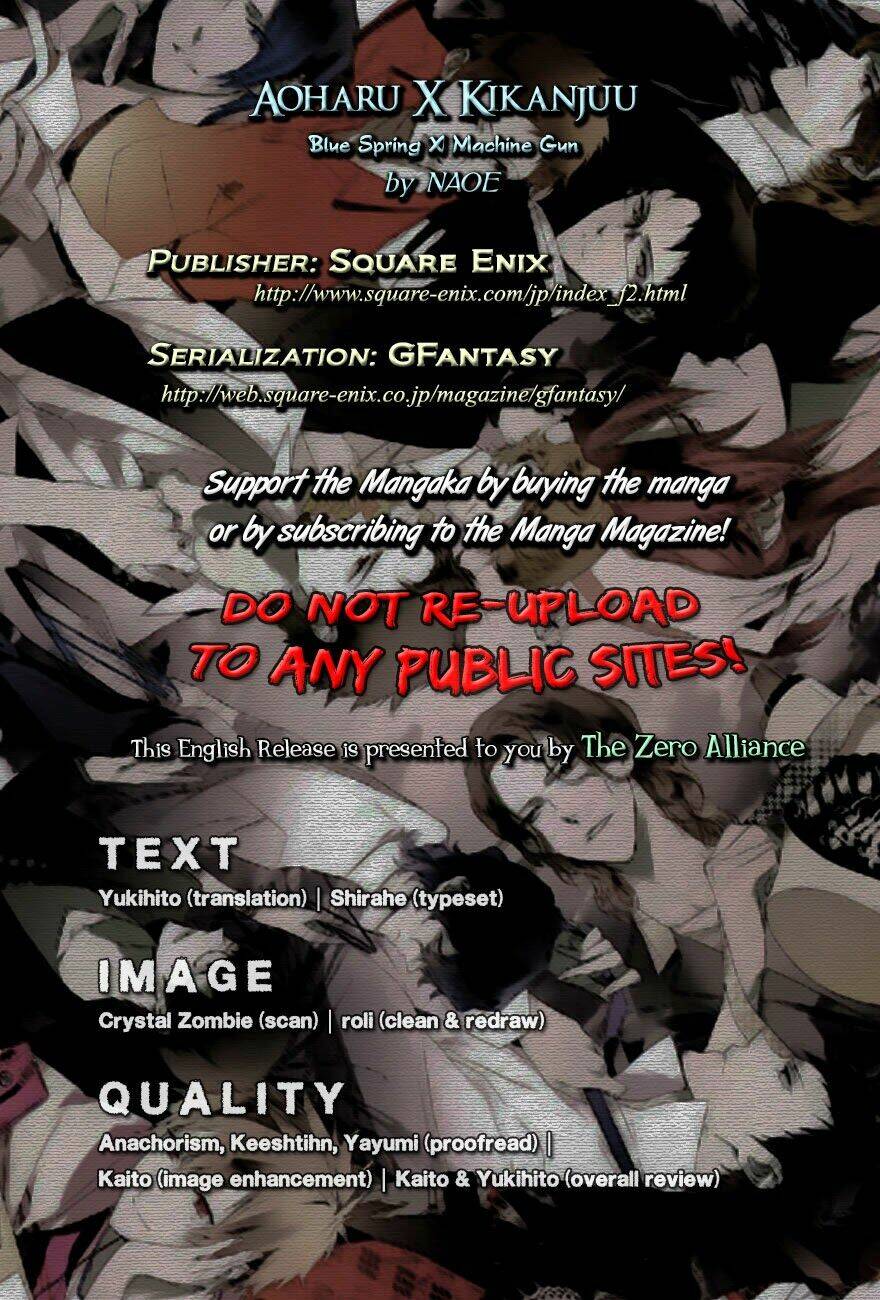 Aoharu X Kikanjuu
Blue Spring X Machine Gun
by NAOE
Publisher: Square Enix
http://www.square-enix.com/jp/index_f2.html
Serialization: GFantasy
http://web.square-enix.co.jp/magazine/gfantasy/
Support the Mangaka by buying the manga
or by subscribing to the Manga Magazine!
DO NOT RE-UPLOAD
TO ANY PUBLIC SITES!
This English Release is presented to you by The Zero Alliance
TEXT
Yukihito (translation) | Shirahe (typeset)
IMAGE
Crystal Zombie (scan) | roli (clean & redraw)
QUALITY
Anachorism, Keeshtihn, Yayumi (proofread) |
Kaito (image enhancement) | Kaito & Yukihito (overall review)